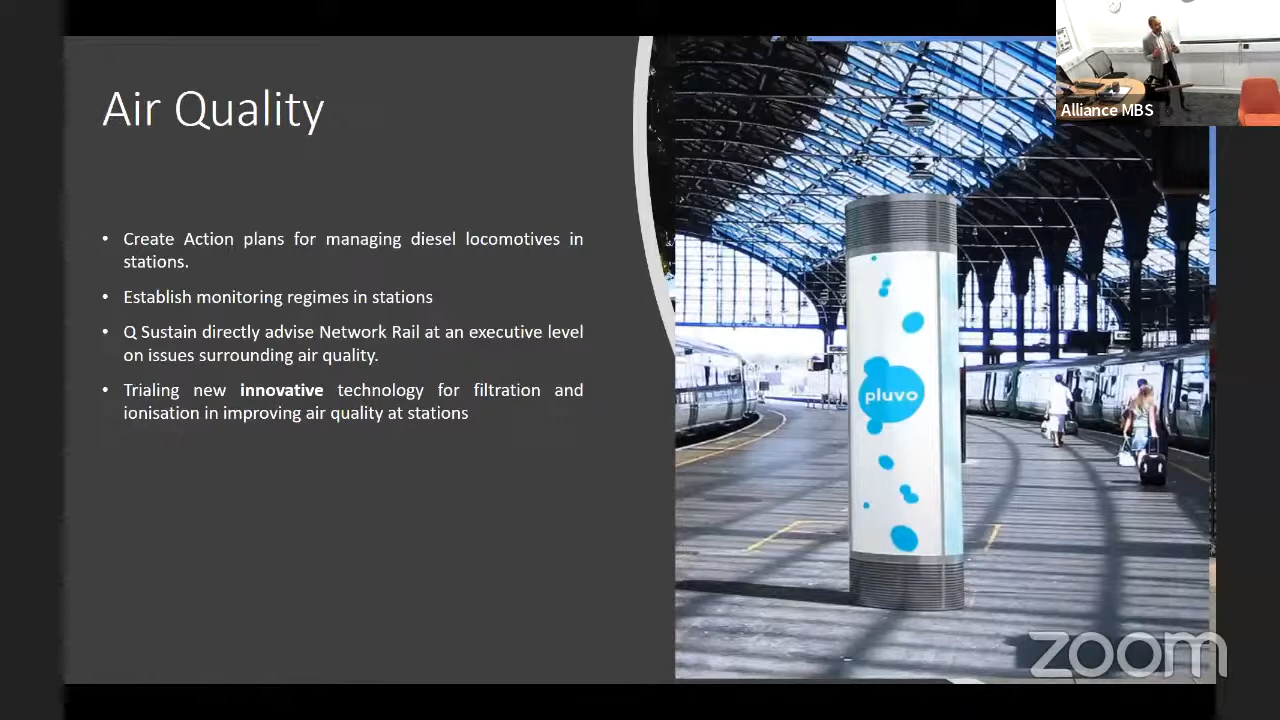 Air Quality
• Create Action plans for managing diesel locomotives in
stations.
• Establish monitoring regimes in stations
• Q Sustain directly advise Network Rail at an executive level
on issues surrounding air quality.
• Trialing new innovative technology for filtration and
ionisation in improving air quality at stations
pluvo
Alliance MBS
zoom